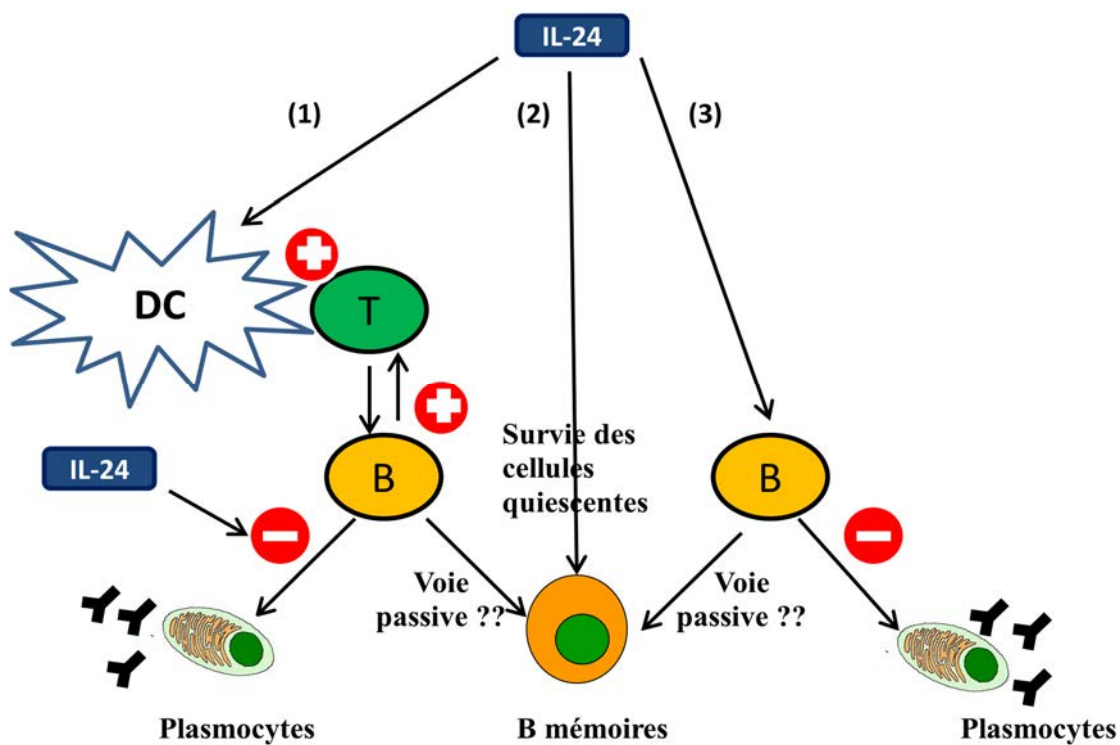 IL-24
(1)
(2)
(3)
DC
T
IL-24
B
Survie des
cellules
quiescentes
B
Voie
passive ??
Voie
passive ??
Plasmocytes
B mémoires
Plasmocytes